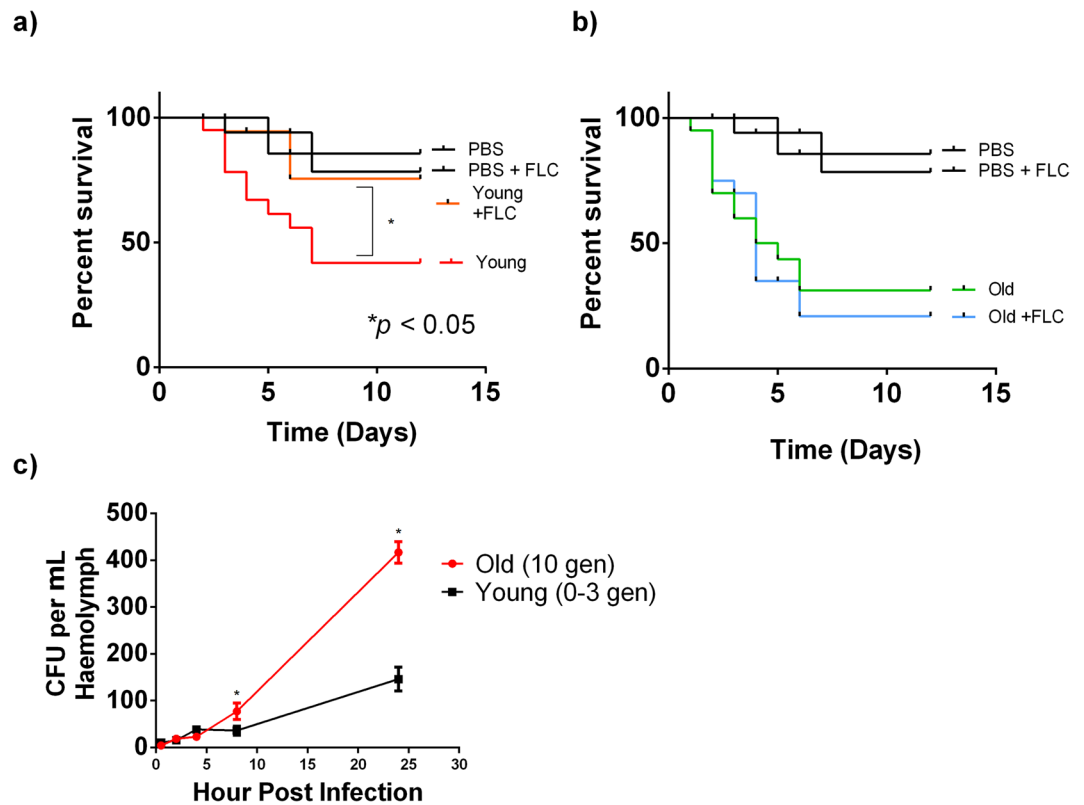 a)
Percent survival
100
50
0
0 5 10 15
Time (Days)
PBS
PBS + FLC
Young
+FLC
*
Young
*p < 0.05
b)
Percent survival
100
50
0
0 5 10 15
Time (Days)
PBS
PBS + FLC
Old
Old +FLC
c)
CFU per mL
Haemolymph
500
400
300
200
100
0
0 5 10 15 20 25 30
Hour Post Infection
*
*
Old (10 gen)
Young (0-3 gen)